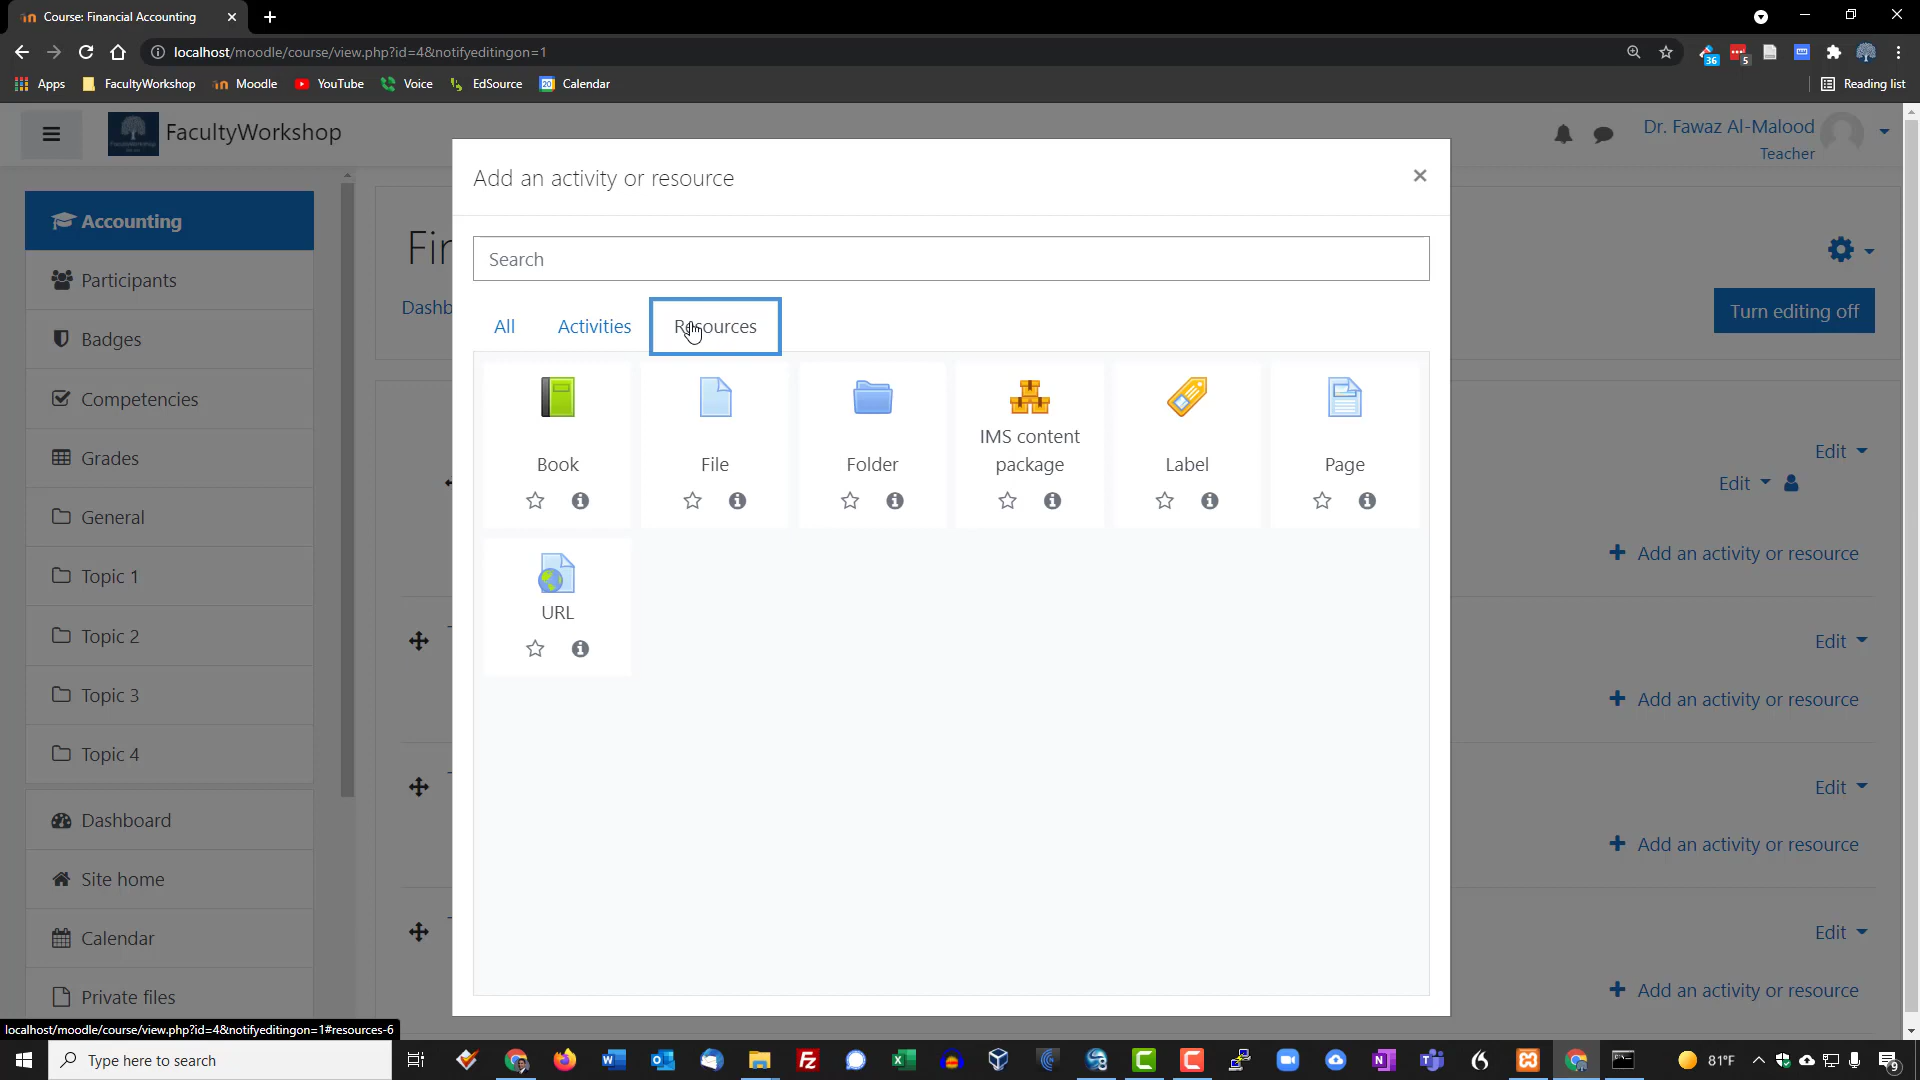 Course: Financial Accounting
localhost/moodle/course/view.php?id=4&notifyeditingon=1
36
5
Apps
FacultyWorkshop
Moodle
YouTube
Voice
EdSource
20
Calendar
Reading list
FacultyWorkshop
Dr. Fawaz Al-Malood
Teacher
Add an activity or resource
Accounting
Participants
Badges
Competencies
Grades
General
Topic 1
Topic 2
Topic 3
Topic 4
Dashboard
Site home
Calendar
Private files
Fin
Dashb
Search
All
Activities
Resources
Book
File
Folder
IMS content
package
Label
Page
URL
Turn editing off
Edit
Edit
Add an activity or resource
Edit
Add an activity or resource
Edit
Add an activity or resource
Edit
Add an activity or resource
localhost/moodle/course/view.php?id=4&notifyeditingon=1#resources-6
Type here to search
81°F
9